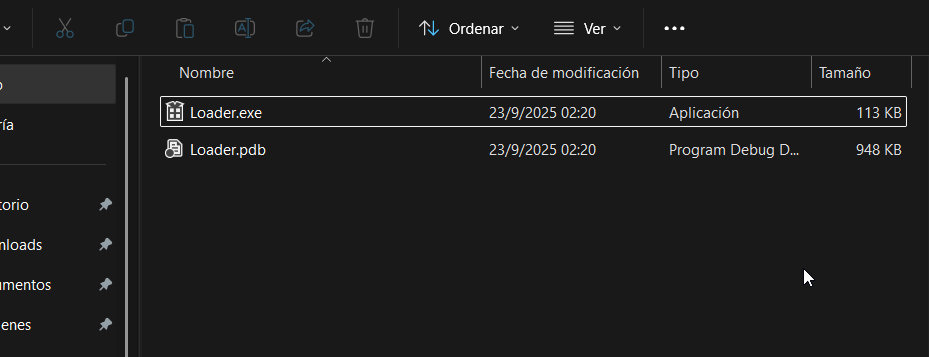 Ordenar Ver
Nombre Fecha de modificación Tipo Tamaño
Loader.exe 23/9/2025 02:20 Aplicación 113 KB
ría
Loader.pdb 23/9/2025 02:20 Program Debug D... 948 KB
torio
nloads
umentos
enes